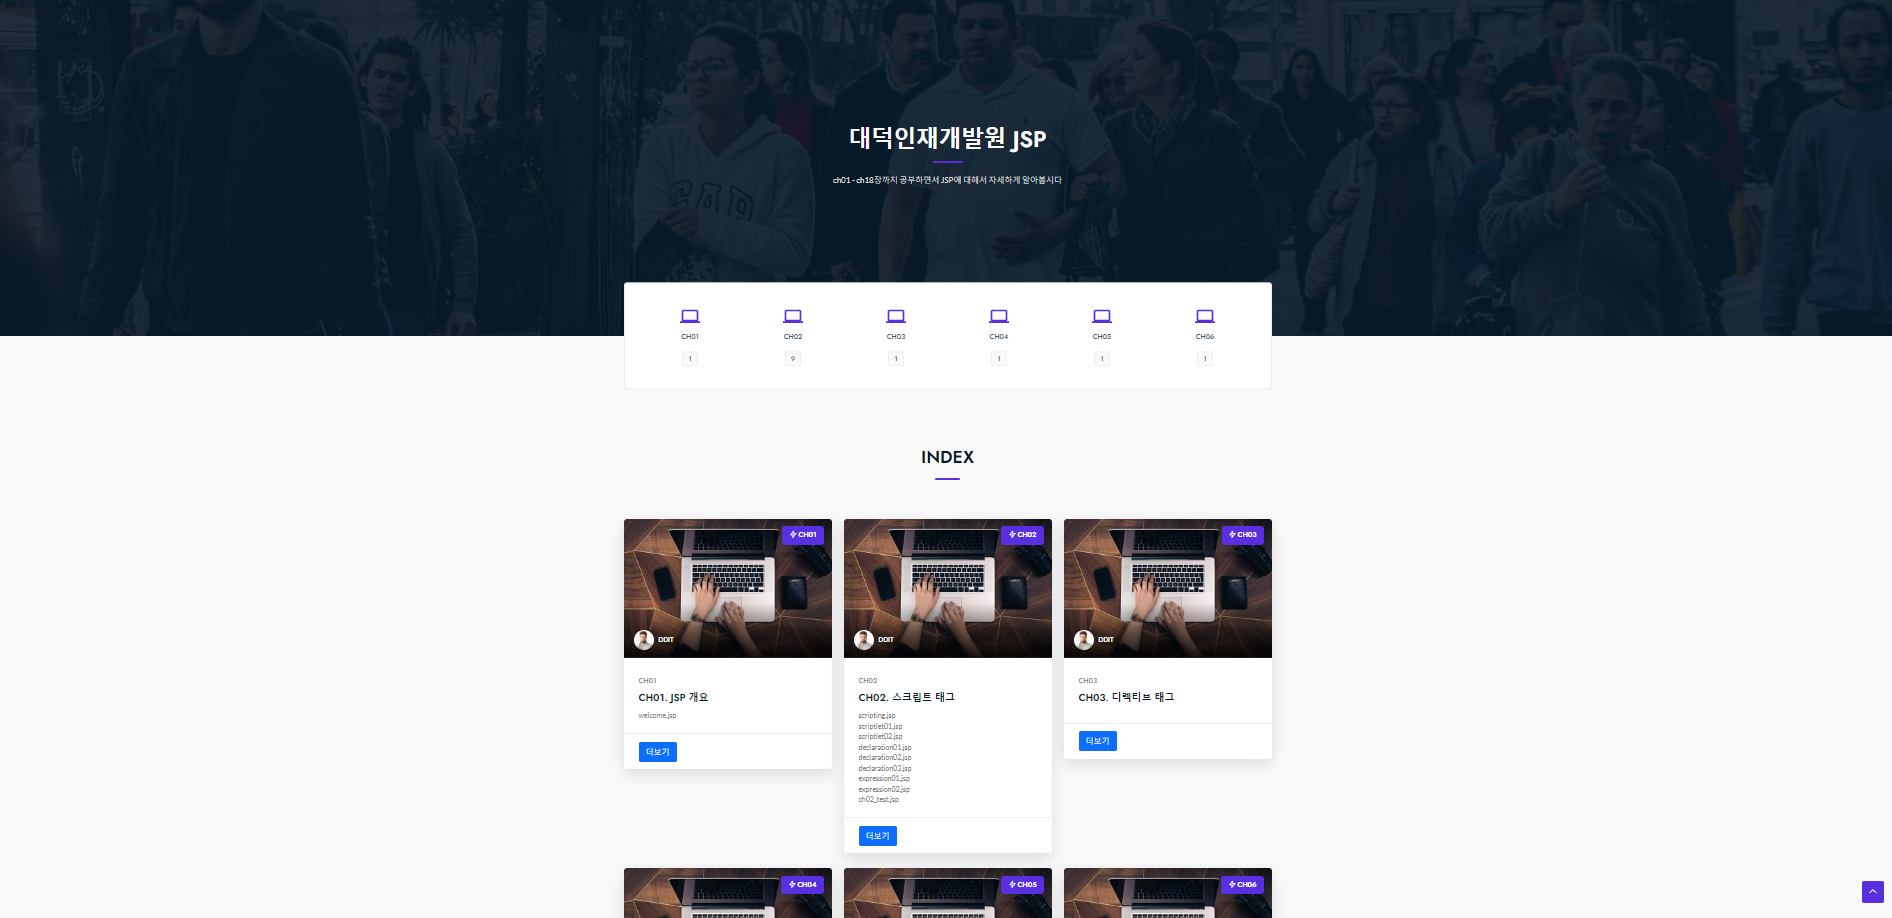 대덕인재개발원 JSP
ch01 - ch18장까지 공부하면서 JSP에 대해서 자세하게 알아봅시다
CH01 CH02 CH03 CH04 CH05 CH06
1 9 1 1 1 1
INDEX
CH01
DDIT
CH01
CH01. JSP 개요
welcome.jsp
더보기
CH02
DDIT
CH02
CH02. 스크립트 태그
scripting.jsp
scriptlet01.jsp
scriptlet02.jsp
declaration01.jsp
declaration02.jsp
declaration03.jsp
expression01.jsp
expression02.jsp
ch02_test.jsp
더보기
CH03
DDIT
CH03
CH03. 디렉티브 태그
더보기
CH04
CH05
CH06